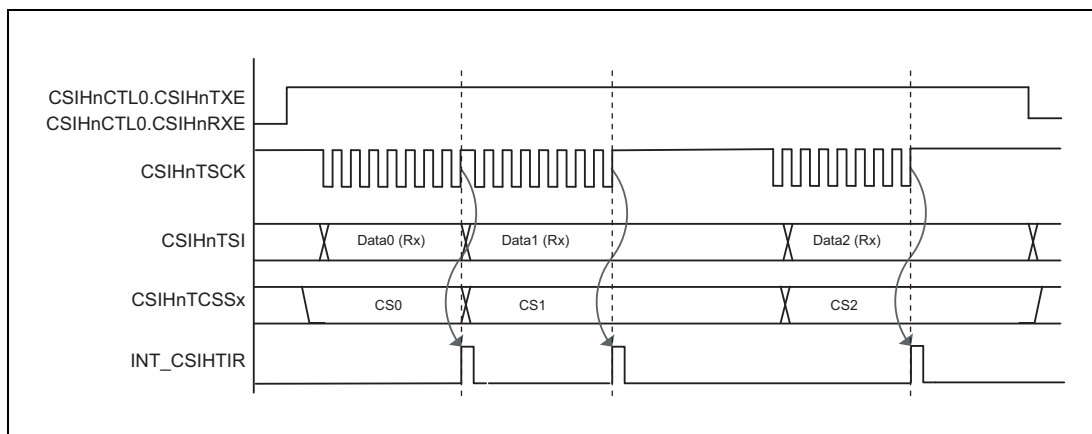 CSIHnCTL0.CSIHnTXE
CSIHnCTL0.CSIHnRXE
CSIHnTSCK
CSIHnTSI
Data0 (Rx)
Data1 (Rx)
Data2 (Rx)
CSIHnTCSSx
CS0
CS1
CS2
INT_CSIHTIR